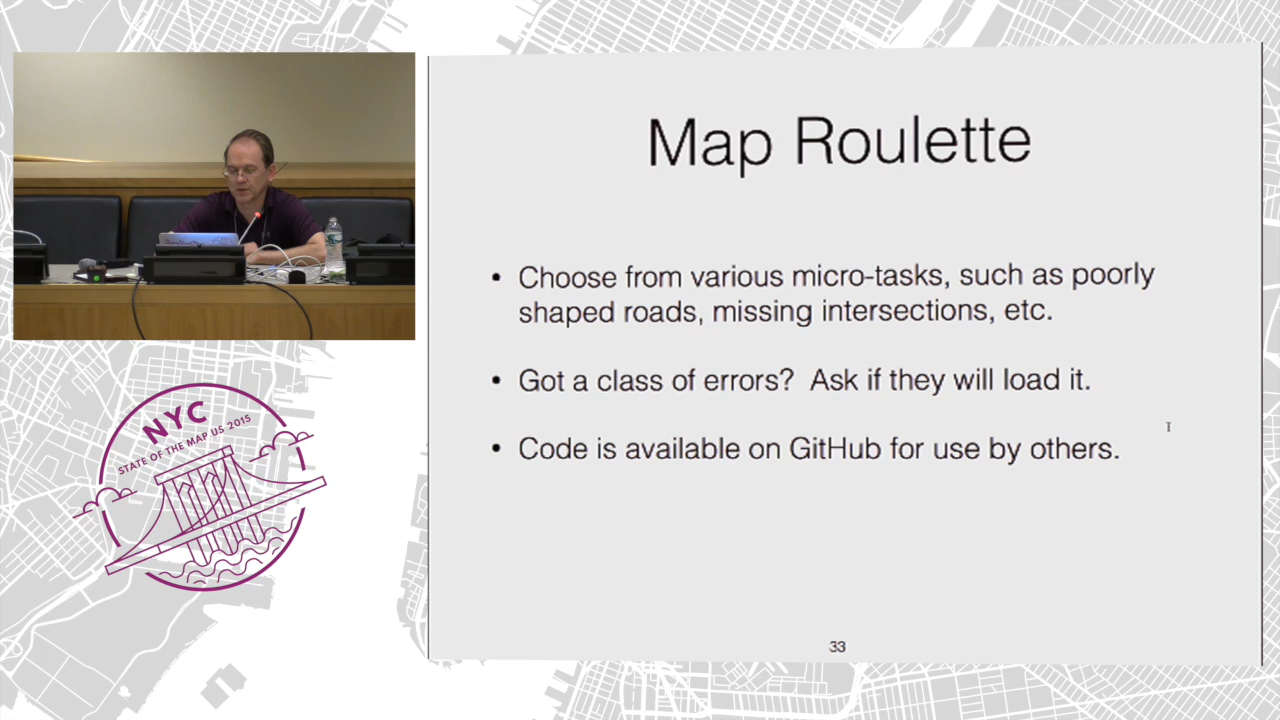 Map Roulette
• Choose from various micro-tasks, such as poorly
shaped roads, missing intersections, etc.
• Got a class of errors?  Ask if they will load it.
• Code is available on GitHub for use by others.
33
NYC
STATE OF THE MAP US 2015